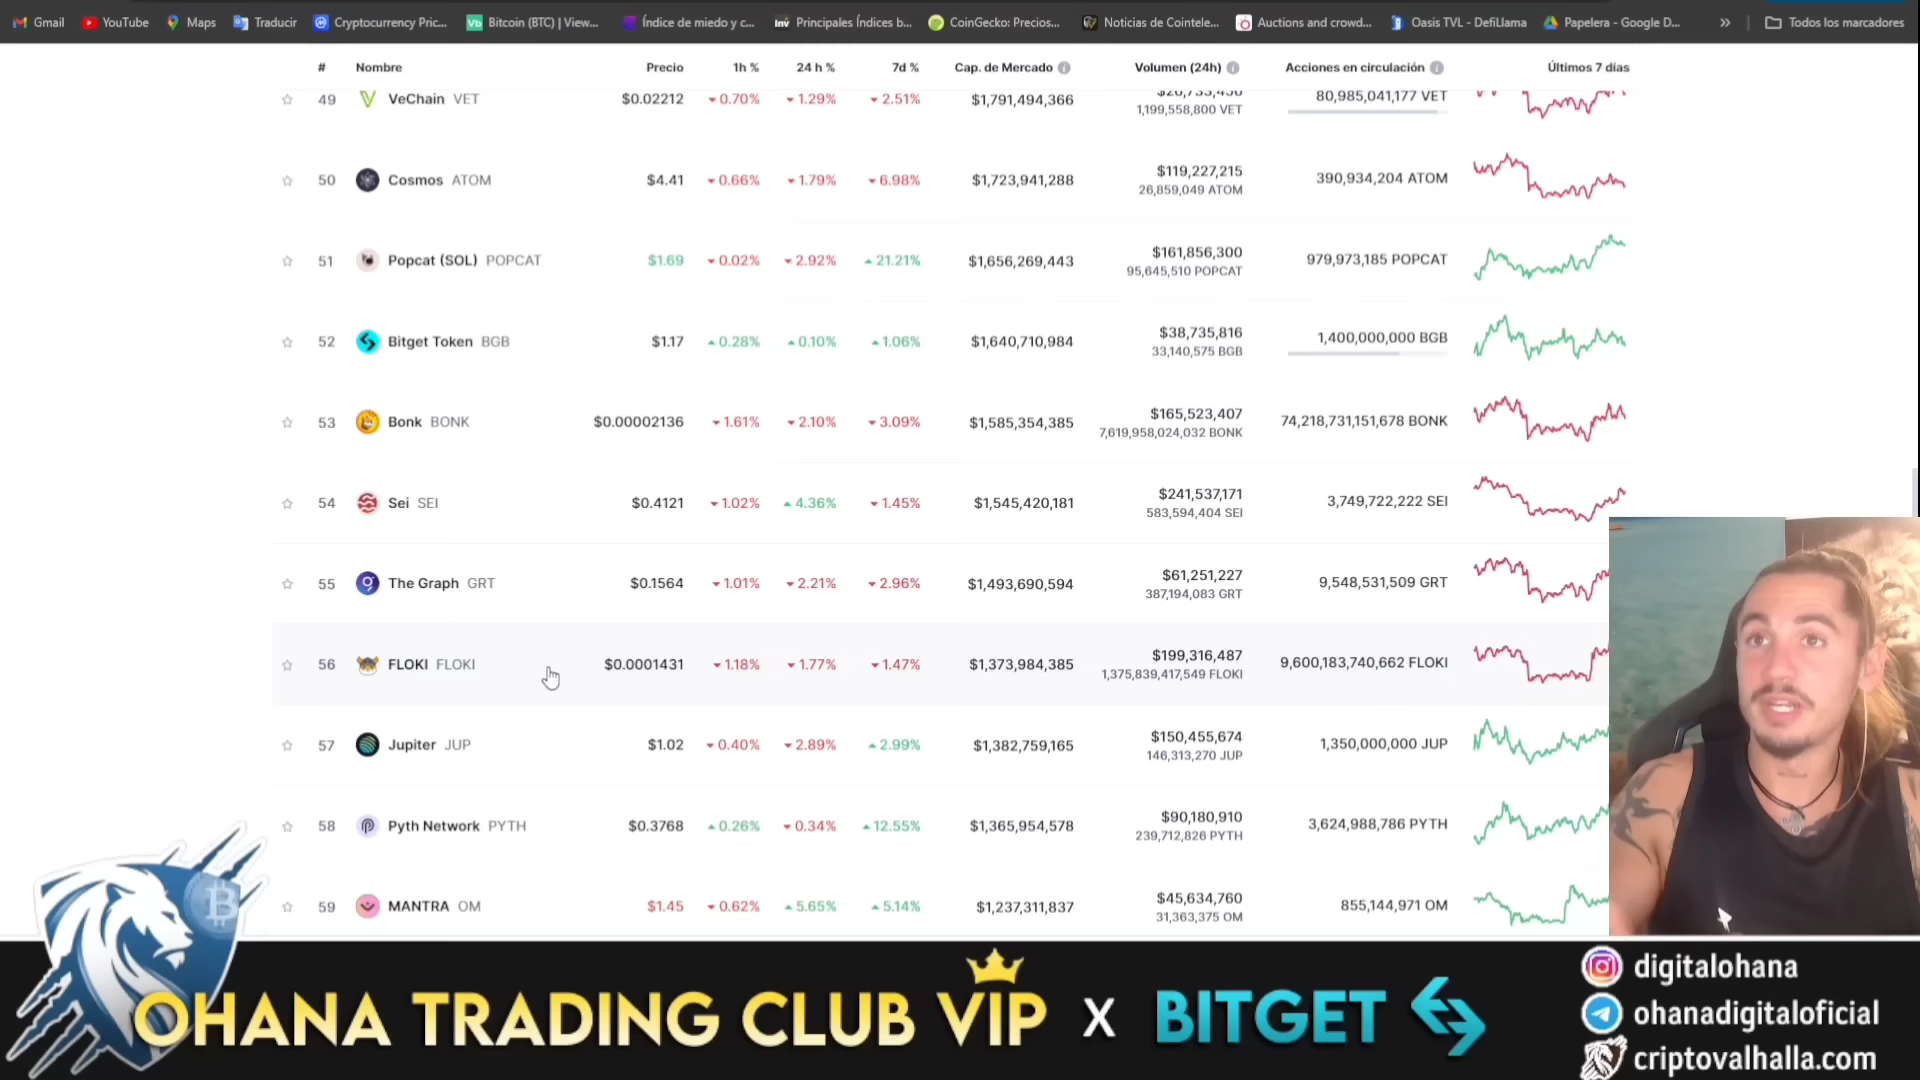 Gmail YouTube Maps Traducir Cryptocurrency Pric... Bitcoin (BTC) | View... Índice de miedo y c... Principales Índices b... CoinGecko: Precios... Noticias de Cointele... Auctions and crowd... Oasis TVL - DefiLlama Papelera - Google D... » Todos los marcadores
# Nombre Precio 1h % 24 h % 7d % Cap. de Mercado Volumen (24h) Acciones en circulación Últimos 7 días
49 VeChain VET $0.02212 0.70% 1.29% 2.51% $1,791,494,366 80,985,041,177 VET
1,199,558,800 VET
50 Cosmos ATOM $4.41 0.66% 1.79% 6.98% $1,723,941,288 $119,227,215 390,934,204 ATOM
26,859,049 ATOM
51 Popcat (SOL) POPCAT $1.69 0.02% 2.92% 21.21% $1,656,269,443 $161,856,300 979,973,185 POPCAT
95,645,510 POPCAT
52 Bitget Token BGB $1.17 0.28% 0.10% 1.06% $1,640,710,984 $38,735,816 1,400,000,000 BGB
33,140,575 BGB
53 Bonk BONK $0.00002136 1.61% 2.10% 3.09% $1,585,354,385 $165,523,407 74,218,731,151,678 BONK
7,619,958,024,032 BONK
54 Sei SEI $0.4121 1.02% 4.36% 1.45% $1,545,420,181 $241,537,171 3,749,722,222 SEI
583,594,404 SEI
55 The Graph GRT $0.1564 1.01% 2.21% 2.96% $1,493,690,594 $61,251,227 9,548,531,509 GRT
387,194,083 GRT
56 FLOKI FLOKI $0.0001431 1.18% 1.77% 1.47% $1,373,984,385 $199,316,487 9,600,183,740,662 FLOKI
1,375,839,417,549 FLOKI
57 Jupiter JUP $1.02 0.40% 2.89% 2.99% $1,382,759,165 $150,455,674 1,350,000,000 JUP
146,313,270 JUP
58 Pyth Network PYTH $0.3768 0.26% 0.34% 12.55% $1,365,954,578 $90,180,910 3,624,988,786 PYTH
239,712,826 PYTH
59 MANTRA OM $1.45 0.62% 5.65% 5.14% $1,237,311,837 $45,634,760 855,144,971 OM
31,363,375 OM
OHANA TRADING CLUB VIP X BITGET
digitalohana
ohanadigitaloficial
criptovalhalla.com